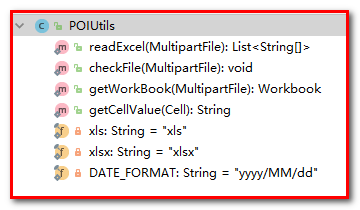 POIUtils
readExcel(MultipartFile): List<String[]>
checkFile(MultipartFile): void
getWorkBook(MultipartFile): Workbook
getCellValue(Cell): String
xls: String = "xls"
xlsx: String = "xlsx"
DATE_FORMAT: String = "yyyy/MM/dd"